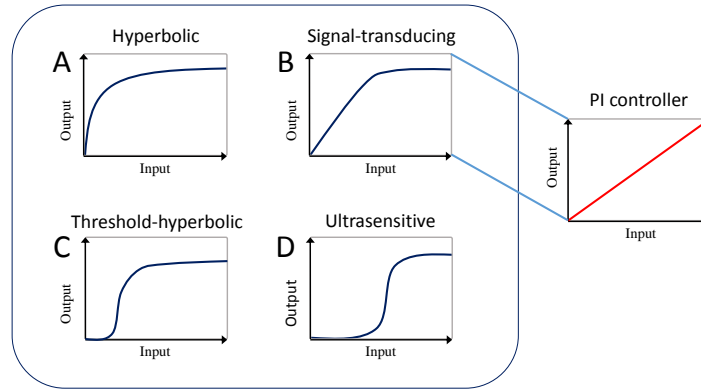 Hyperbolic
A
Output
Input
Signal-transducing
B
Output
Input
PI controller
Output
Input
Threshold-hyperbolic
C
Output
Input
Ultrasensitive
D
Output
Input